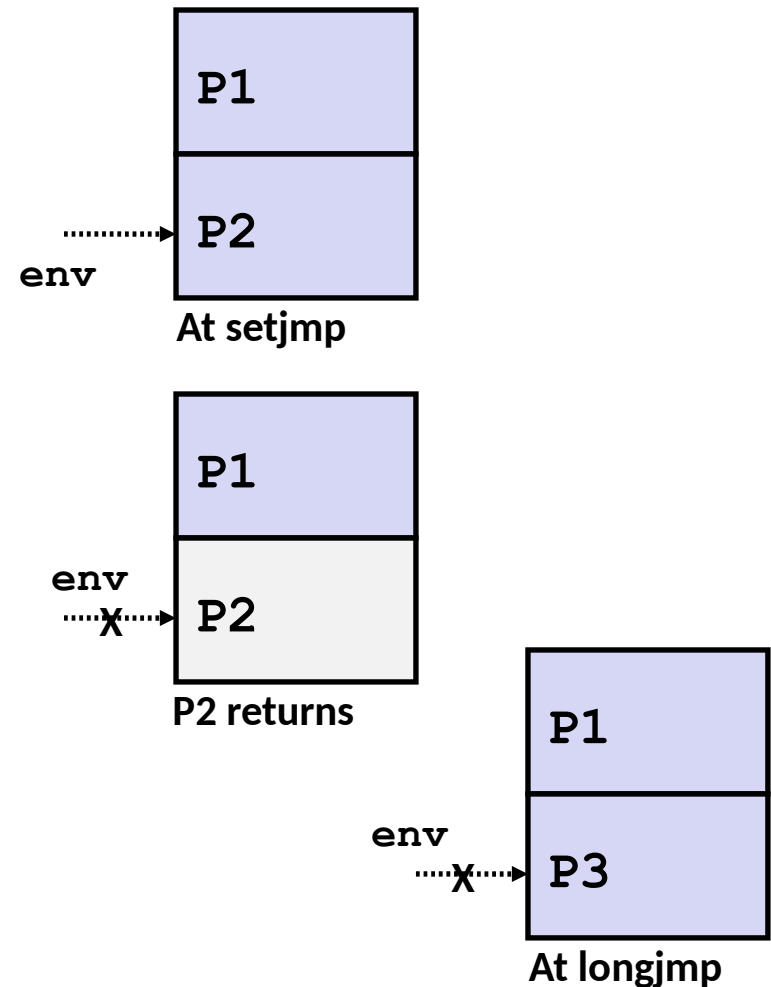 P1
P2
env
At setjmp
P1
env
X
P2
P2 returns
P1
env
X
P3
At longjmp